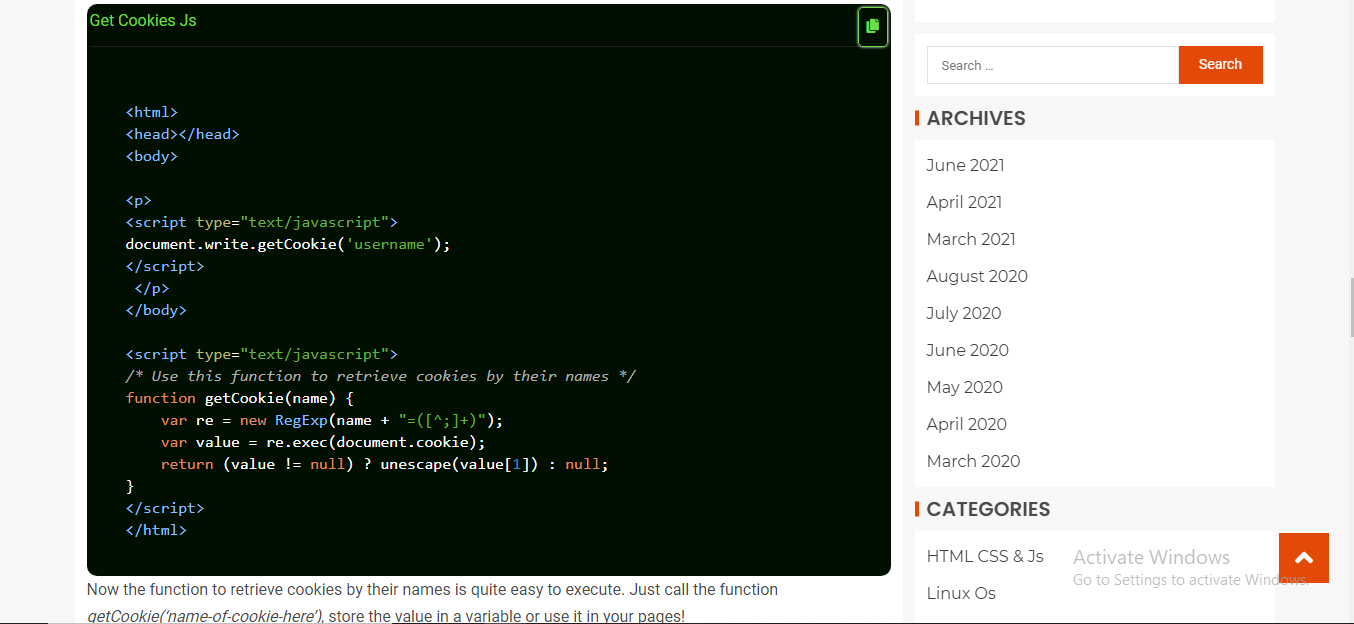 Get Cookies Js
<html>
<head></head>
<body>
<p>
<script type="text/javascript">
document.write.getCookie('username');
</script>
</p>
</body>
<script type="text/javascript">
/* Use this function to retrieve cookies by their names */
function getCookie(name) {
var re = new RegExp(name + "=([^;]+)");
var value = re.exec(document.cookie);
return (value != null) ? unescape(value[1]) : null;
}
</script>
</html>
Now the function to retrieve cookies by their names is quite easy to execute. Just call the function
getCookie(‘name-of-cookie-here’), store the value in a variable or use it in your pages!
Search …
Search
ARCHIVES
June 2021
April 2021
March 2021
August 2020
July 2020
June 2020
May 2020
April 2020
March 2020
CATEGORIES
HTML CSS & Js
Linux Os
Activate Windows
Go to Settings to activate Windows.